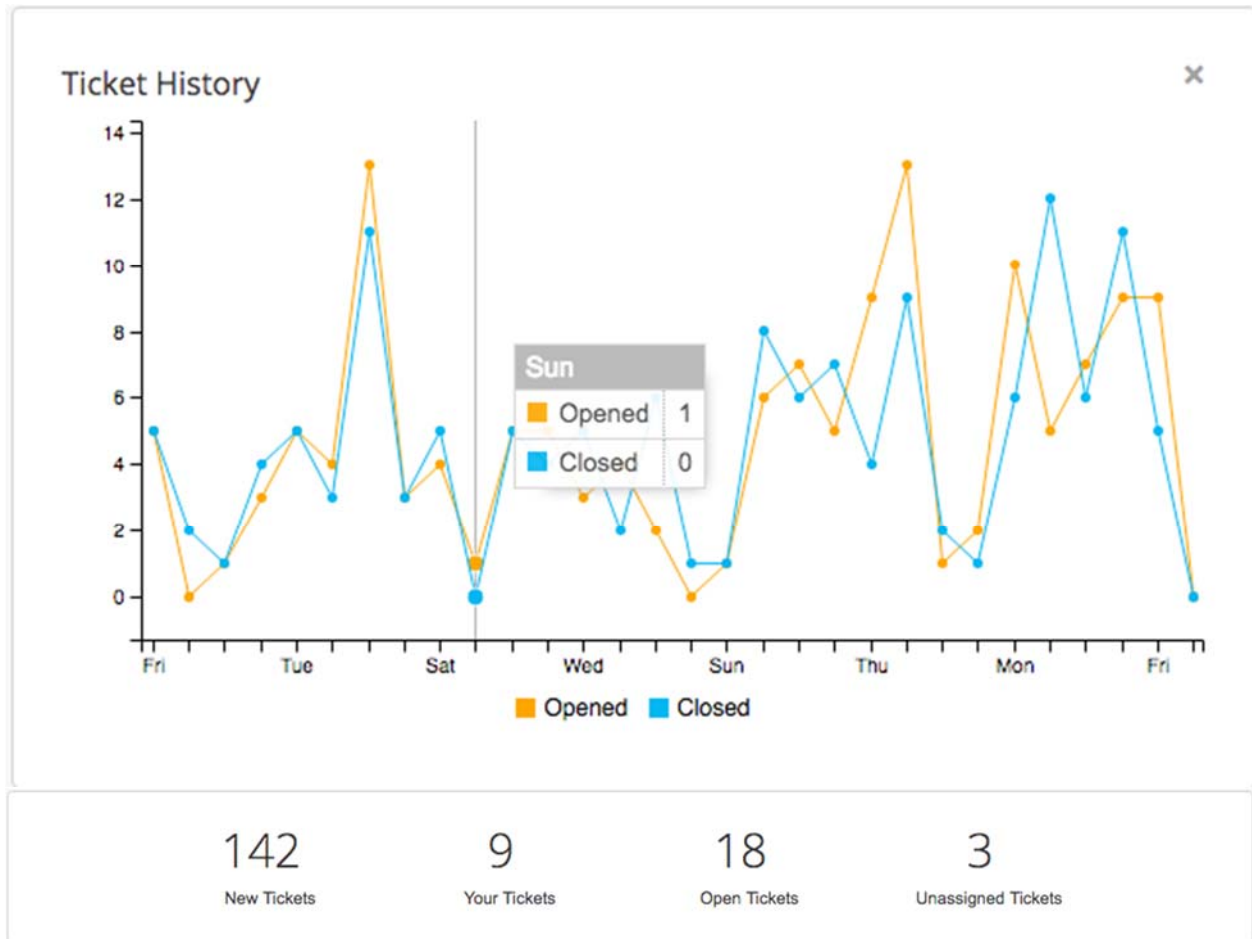 Ticket History ×
14
12
10
8
6
4
2
0
Sun
Opened 1
Closed 0
Fri Tue Sat Wed Sun Thu Mon Fri
Opened Closed
142 9 18 3
New Tickets Your Tickets Open Tickets Unassigned Tickets